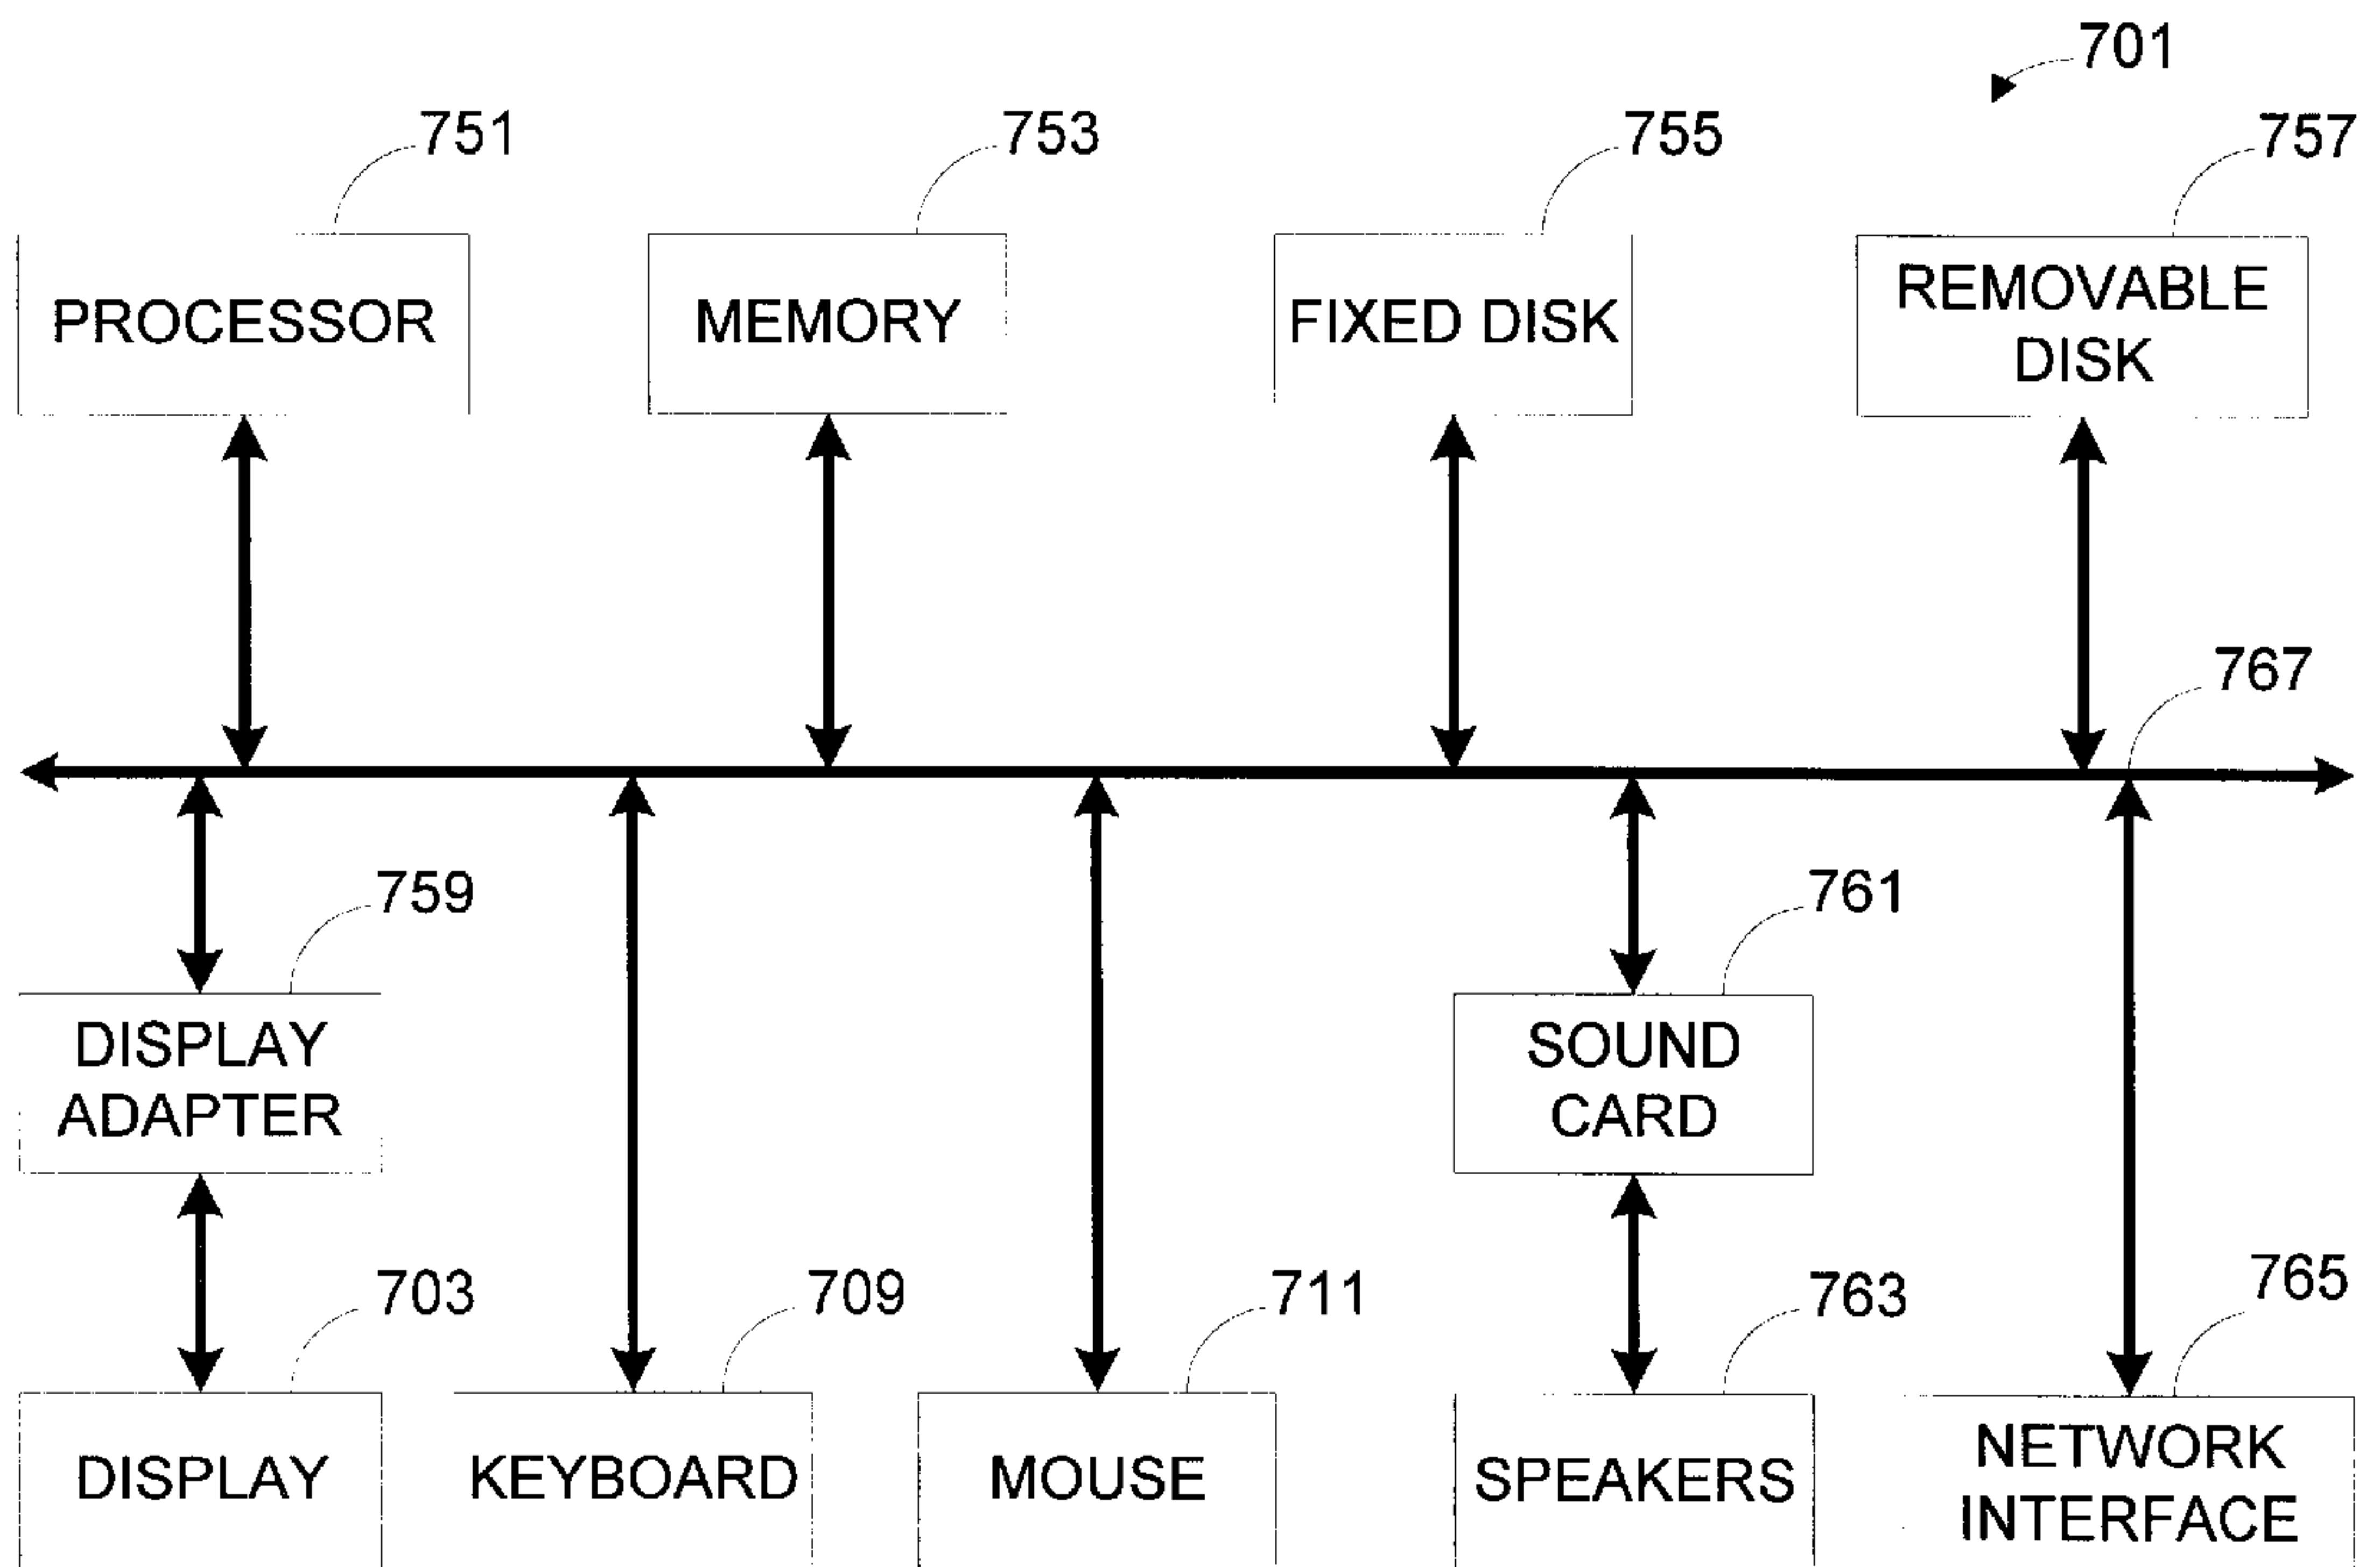 701
751
753
755
757
PROCESSOR
MEMORY
FIXED DISK
REMOVABLE
DISK
767
759
761
DISPLAY
ADAPTER
SOUND
CARD
703
709
711
763
765
DISPLAY
KEYBOARD
MOUSE
SPEAKERS
NETWORK
INTERFACE